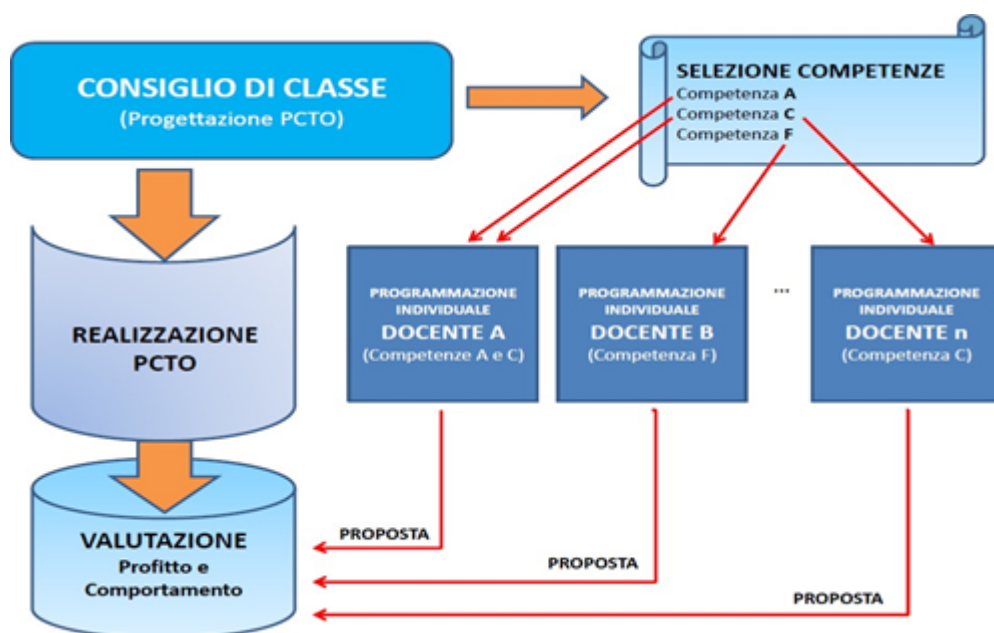 CONSIGLIO DI CLASSE
(Progettazione PCTO)
SELEZIONE COMPETENZE
Competenza A
Competenza C
Competenza F
REALIZZAZIONE
PCTO
PROGRAMMAZIONE
INDIVIDUALE
DOCENTE A
(Competenze A e C)
PROGRAMMAZIONE
INDIVIDUALE
DOCENTE B
(Competenza F)
...
PROGRAMMAZIONE
INDIVIDUALE
DOCENTE n
(Competenza C)
VALUTAZIONE
Profitto e
Comportamento
PROPOSTA
PROPOSTA
PROPOSTA